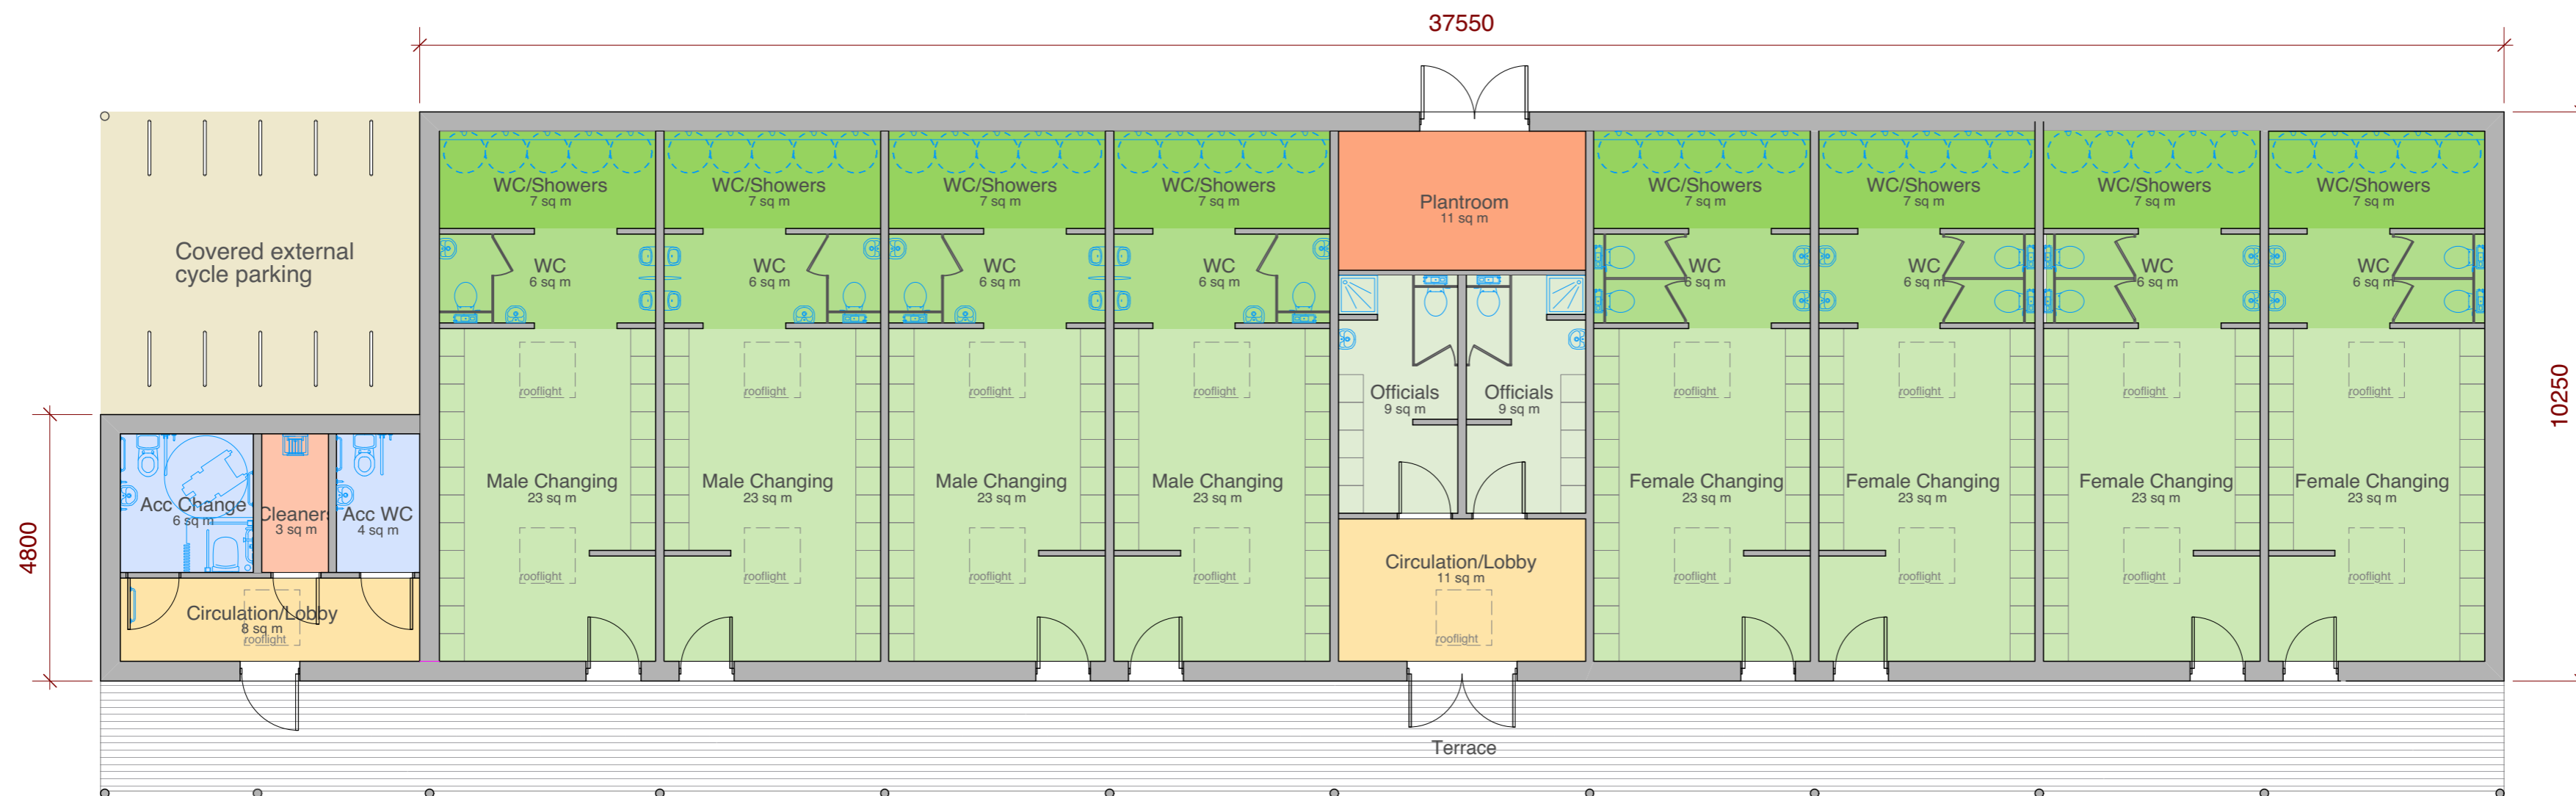 37550
WC/Showers
7 sq m
WC/Showers
7 sq m
WC/Showers
7 sq m
WC/Showers
7 sq m
Plantroom
11 sq m
WC/Showers
7 sq m
WC/Showers
7 sq m
WC/Showers
7 sq m
WC/Showers
7 sq m
Covered external
cycle parking
WC
6 sq m
WC
6 sq m
WC
6 sq m
WC
6 sq m
WC
6 sq m
WC
6 sq m
WC
6 sq m
WC
6 sq m
rooflight
rooflight
rooflight
rooflight
Officials
9 sq m
Officials
9 sq m
rooflight
rooflight
rooflight
rooflight
10250
Male Changing
23 sq m
Male Changing
23 sq m
Male Changing
23 sq m
Male Changing
23 sq m
Female Changing
23 sq m
Female Changing
23 sq m
Female Changing
23 sq m
Female Changing
23 sq m
4800
Acc Change
6 sq m
Cleaners
3 sq m
Acc WC
4 sq m
rooflight
rooflight
rooflight
rooflight
Circulation/Lobby
11 sq m
rooflight
rooflight
rooflight
rooflight
rooflight
Circulation/Lobby
8 sq m
rooflight
Terrace